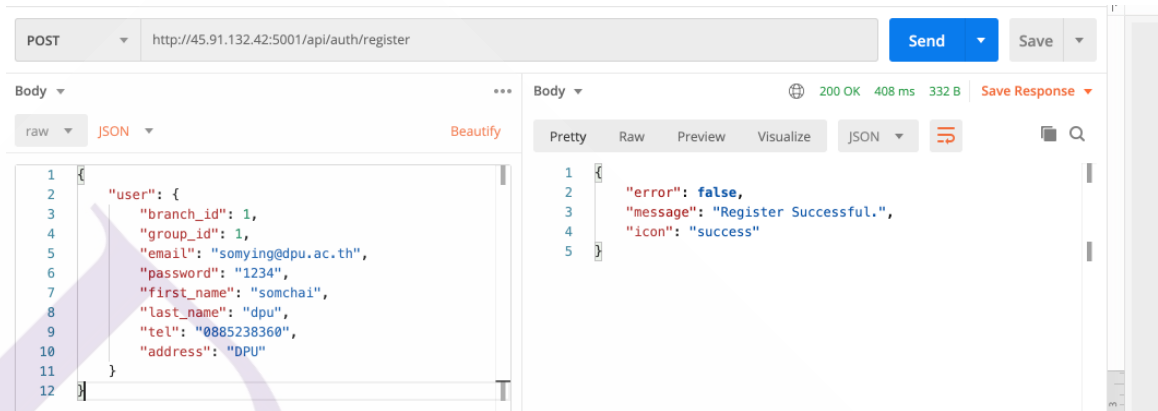 POST http://45.91.132.42:5001/api/auth/register Send Save
Body ••• Body 200 OK 408 ms 332 B Save Response
raw JSON Beautify Pretty Raw Preview Visualize JSON
1 {
2 "user": {
3 "branch_id": 1,
4 "group_id": 1,
5 "email": "somying@dpu.ac.th",
6 "password": "1234",
7 "first_name": "somchai",
8 "last_name": "dpu",
9 "tel": "0885238360",
10 "address": "DPU"
11 }
12 }
1 {
2 "error": false,
3 "message": "Register Successful.",
4 "icon": "success"
5 }